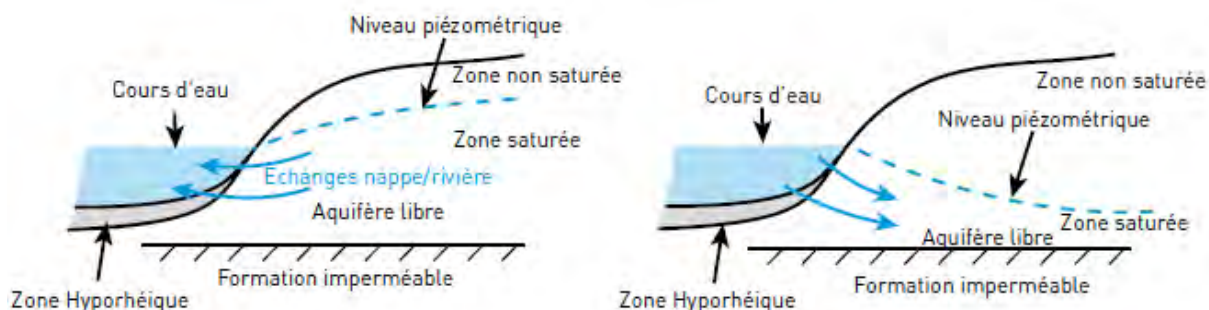 Niveau piézométrique
Zone non saturée
Cours d'eau
Zone saturée
Echanges nappe/rivière
Aquifère libre
Formation imperméable
Zone Hyporhéique
Zone non saturée
Cours d'eau
Niveau piézométrique
Zone saturée
Aquifère libre
Formation imperméable
Zone Hyporhéique